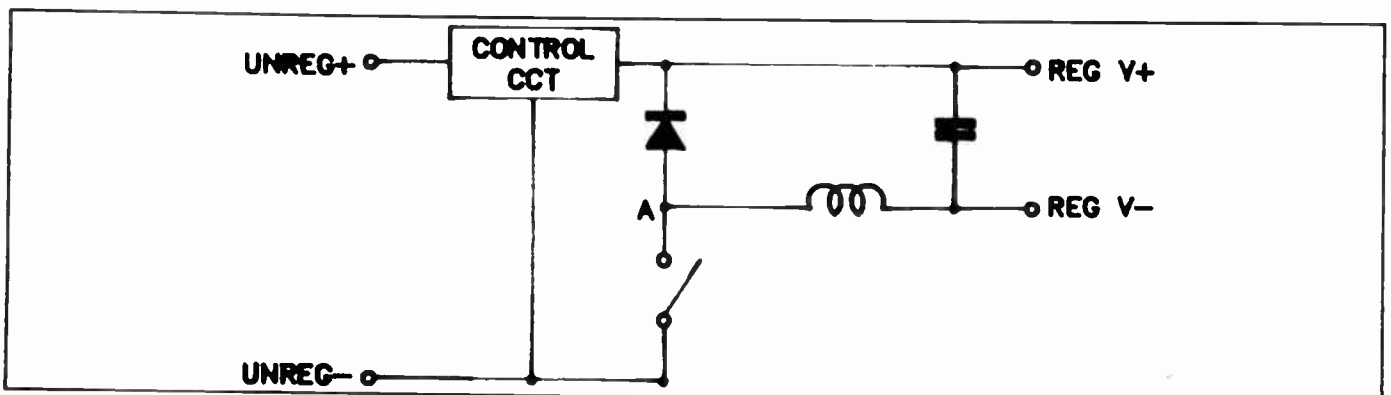 UNREG+
CONTROL
CCT
REG V+
A
REG V-
UNREG-